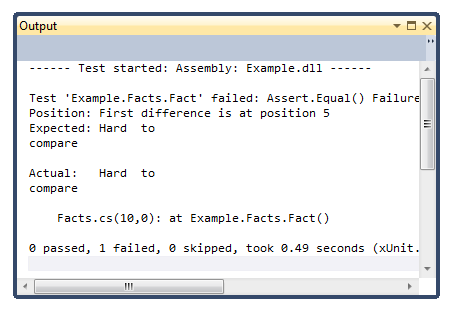 Output
------ Test started: Assembly: Example.dll ------
Test 'Example.Facts.Fact' failed: Assert.Equal() Failure
Position: First difference is at position 5
Expected: Hard  to
compare
Actual:   Hard  to
compare
    Facts.cs(10,0): at Example.Facts.Fact()
0 passed, 1 failed, 0 skipped, took 0.49 seconds (xUnit.